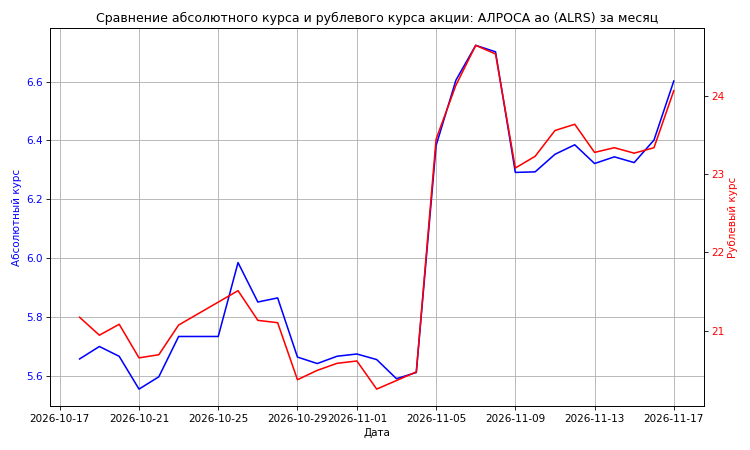 Сравнение абсолютного курса и рублевого курса акции: АЛРОСА ао (ALRS) за месяц
Абсолютный курс
6.6
6.4
6.2
6.0
5.8
5.6
24
23
22
21
Рублевый курс
2026-10-17 2026-10-21 2026-10-25 2026-10-29 2026-11-01 2026-11-05 2026-11-09 2026-11-13 2026-11-17
Дата